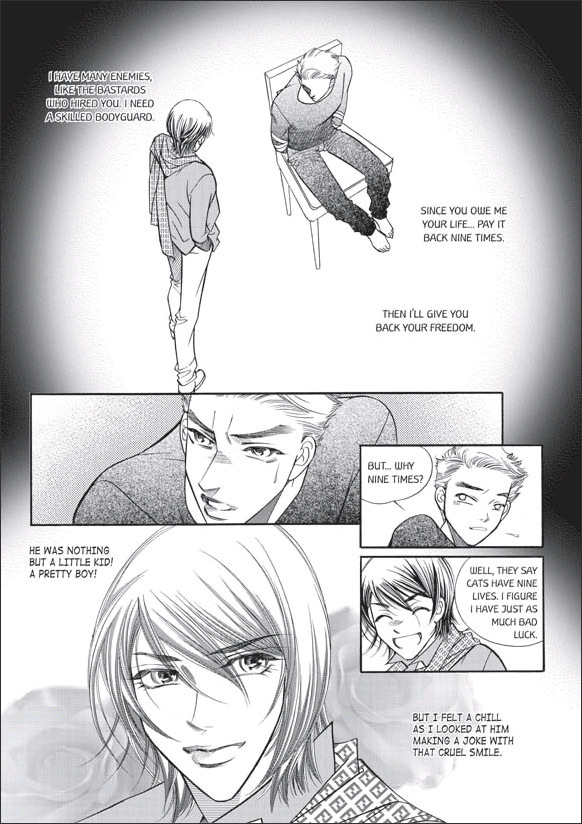 I HAVE MANY ENEMIES,
LIKE THE BASTARDS
WHO HIRED YOU. I NEED
A SKILLED BODYGUARD.
SINCE YOU OWE ME
YOUR LIFE... PAY IT
BACK NINE TIMES.
THEN I'LL GIVE YOU
BACK YOUR FREEDOM.
BUT... WHY
NINE TIMES?
WELL, THEY SAY
CATS HAVE NINE
LIVES. I FIGURE
I HAVE JUST AS
MUCH BAD
LUCK.
HE WAS NOTHING
BUT A LITTLE KID!
A PRETTY BOY!
BUT I FELT A CHILL
AS I LOOKED AT HIM
MAKING A JOKE WITH
THAT CRUEL SMILE.